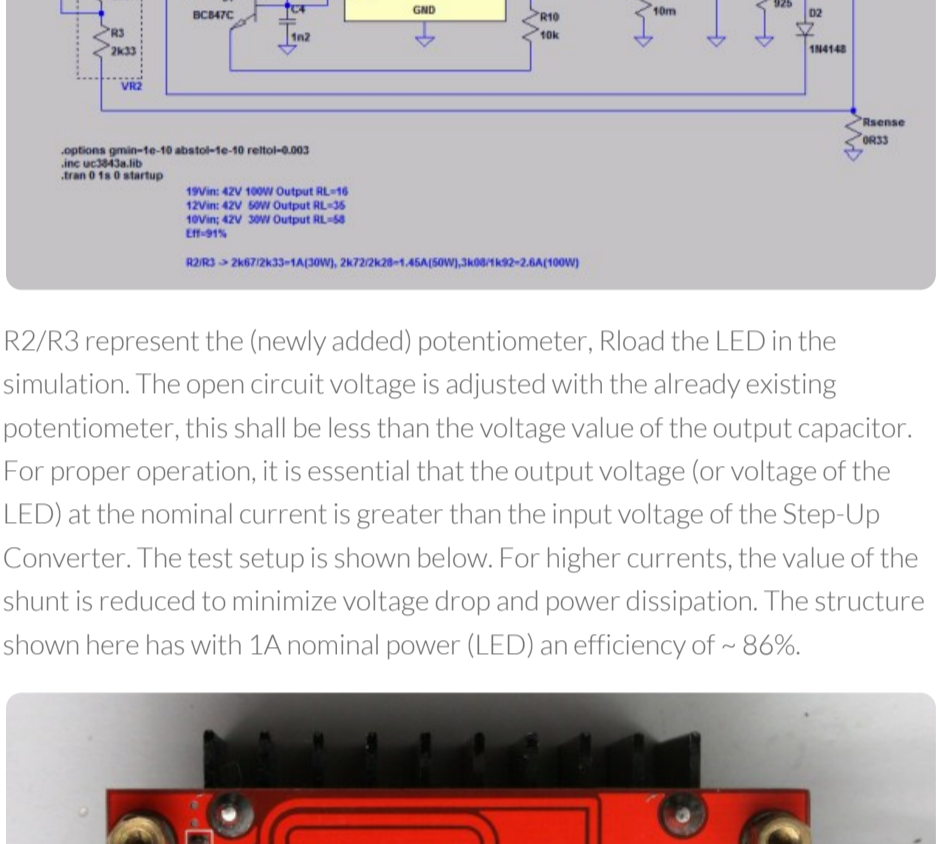 925
D2
C4
GND
R10
10m
BC847C
1n2
10k
R3
2k33
1N4148
VR2
Rsense
0R33
.options gmin=1e-10 abstol=1e-10 reltol=0.003
.inc uc3843a.lib
.tran 0 1s 0 startup
19Vin: 42V 100W Output RL=16
12Vin: 42V 50W Output RL=35
10Vin; 42V 30W Output RL=58
Eff=91%
R2/R3 -> 2k67/2k33=1A(30W), 2k72/2k28=1.45A(50W),3k08/1k92=2.6A(100W)
R2/R3 represent the (newly added) potentiometer, Rload the LED in the
simulation. The open circuit voltage is adjusted with the already existing
potentiometer, this shall be less than the voltage value of the output capacitor.
For proper operation, it is essential that the output voltage (or voltage of the
LED) at the nominal current is greater than the input voltage of the Step-Up
Converter. The test setup is shown below. For higher currents, the value of the
shunt is reduced to minimize voltage drop and power dissipation. The structure
shown here has with 1A nominal power (LED) an efficiency of ~ 86%.